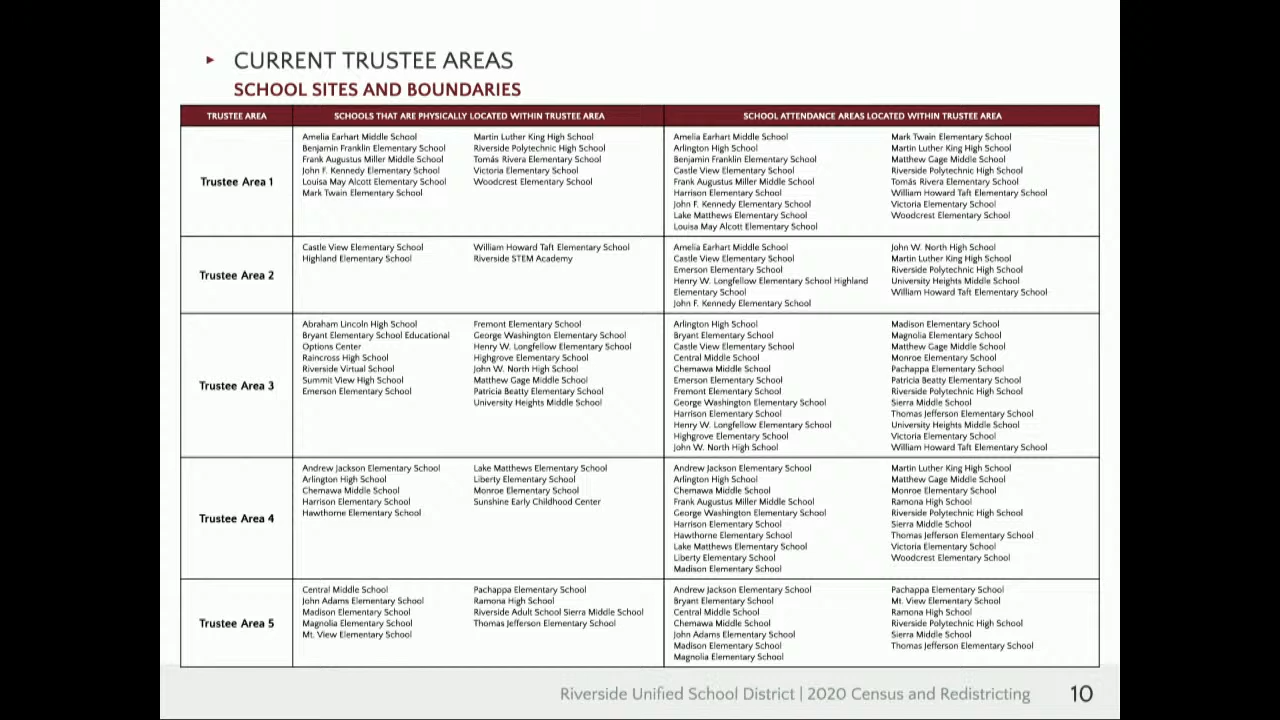 ▸ CURRENT TRUSTEE AREAS
SCHOOL SITES AND BOUNDARIES
TRUSTEE AREA
SCHOOLS THAT ARE PHYSICALLY LOCATED WITHIN TRUSTEE AREA
SCHOOL ATTENDANCE AREAS LOCATED WITHIN TRUSTEE AREA
Trustee Area 1
Amelia Earhart Middle School
Benjamin Franklin Elementary School
Frank Augustus Miller Middle School
John F. Kennedy Elementary School
Louisa May Alcott Elementary School
Mark Twain Elementary School
Martin Luther King High School
Riverside Polytechnic High School
Tomás Rivera Elementary School
Victoria Elementary School
Woodcrest Elementary School
Amelia Earhart Middle School
Arlington High School
Benjamin Franklin Elementary School
Castle View Elementary School
Frank Augustus Miller Middle School
Harrison Elementary School
John F. Kennedy Elementary School
Lake Matthews Elementary School
Louisa May Alcott Elementary School
Mark Twain Elementary School
Martin Luther King High School
Matthew Gage Middle School
Riverside Polytechnic High School
Tomás Rivera Elementary School
William Howard Taft Elementary School
Victoria Elementary School
Woodcrest Elementary School
Trustee Area 2
Castle View Elementary School
Highland Elementary School
William Howard Taft Elementary School
Riverside STEM Academy
Amelia Earhart Middle School
Castle View Elementary School
Emerson Elementary School
Henry W. Longfellow Elementary School Highland
Elementary School
John F. Kennedy Elementary School
John W. North High School
Martin Luther King High School
Riverside Polytechnic High School
University Heights Middle School
William Howard Taft Elementary School
Trustee Area 3
Abraham Lincoln High School
Bryant Elementary School Educational
Options Center
Raincross High School
Riverside Virtual School
Summit View High School
Emerson Elementary School
Fremont Elementary School
George Washington Elementary School
Henry W. Longfellow Elementary School
Highgrove Elementary School
John W. North High School
Matthew Gage Middle School
Patricia Beatty Elementary School
University Heights Middle School
Arlington High School
Bryant Elementary School
Castle View Elementary School
Central Middle School
Chemawa Middle School
Emerson Elementary School
Fremont Elementary School
George Washington Elementary School
Harrison Elementary School
Henry W. Longfellow Elementary School
Highgrove Elementary School
John W. North High School
Madison Elementary School
Magnolia Elementary School
Matthew Gage Middle School
Monroe Elementary School
Pachappa Elementary School
Patricia Beatty Elementary School
Riverside Polytechnic High School
Sierra Middle School
Thomas Jefferson Elementary School
University Heights Middle School
Victoria Elementary School
William Howard Taft Elementary School
Trustee Area 4
Andrew Jackson Elementary School
Arlington High School
Chemawa Middle School
Harrison Elementary School
Hawthorne Elementary School
Lake Matthews Elementary School
Liberty Elementary School
Monroe Elementary School
Sunshine Early Childhood Center
Andrew Jackson Elementary School
Arlington High School
Chemawa Middle School
Frank Augustus Miller Middle School
George Washington Elementary School
Harrison Elementary School
Hawthorne Elementary School
Lake Matthews Elementary School
Liberty Elementary School
Madison Elementary School
Martin Luther King High School
Matthew Gage Middle School
Monroe Elementary School
Ramona High School
Riverside Polytechnic High School
Sierra Middle School
Thomas Jefferson Elementary School
Victoria Elementary School
Woodcrest Elementary School
Trustee Area 5
Central Middle School
John Adams Elementary School
Madison Elementary School
Magnolia Elementary School
Mt. View Elementary School
Pachappa Elementary School
Ramona High School
Riverside Adult School Sierra Middle School
Thomas Jefferson Elementary School
Andrew Jackson Elementary School
Bryant Elementary School
Central Middle School
Chemawa Middle School
John Adams Elementary School
Madison Elementary School
Magnolia Elementary School
Pachappa Elementary School
Mt. View Elementary School
Ramona High School
Riverside Polytechnic High School
Sierra Middle School
Thomas Jefferson Elementary School
Riverside Unified School District | 2020 Census and Redistricting 10